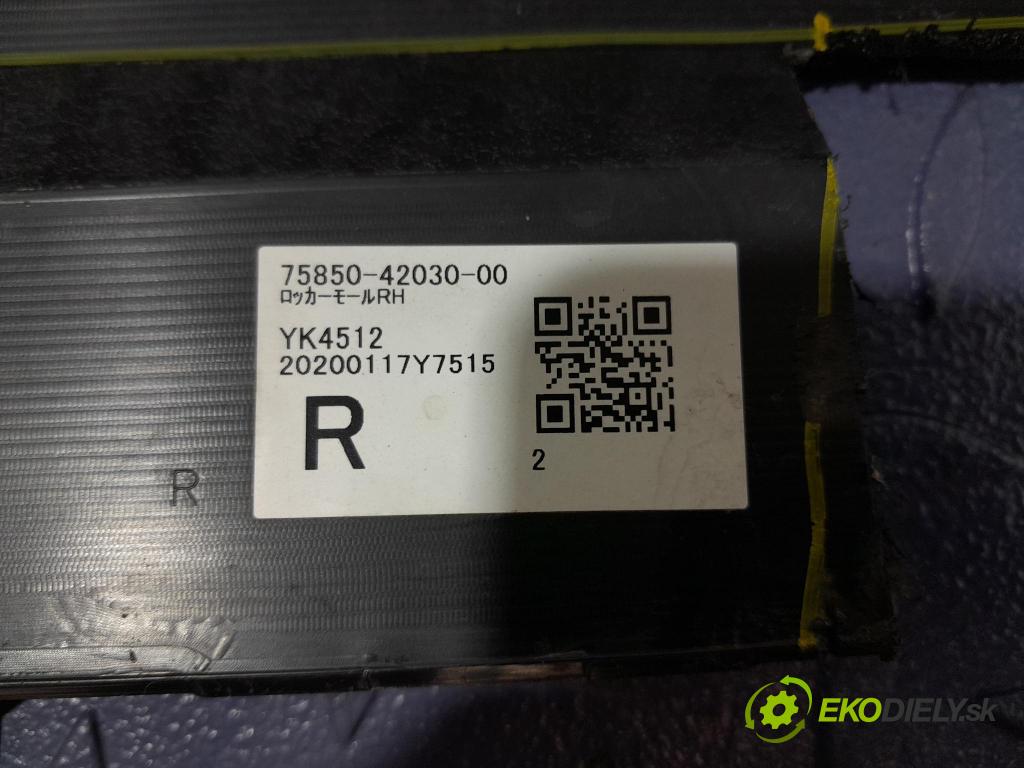 75850-42030-00
ﾛｯｶｰﾓｰﾙRH
YK4512
20200117Y7515
R
2
R
EKODIELY.sk